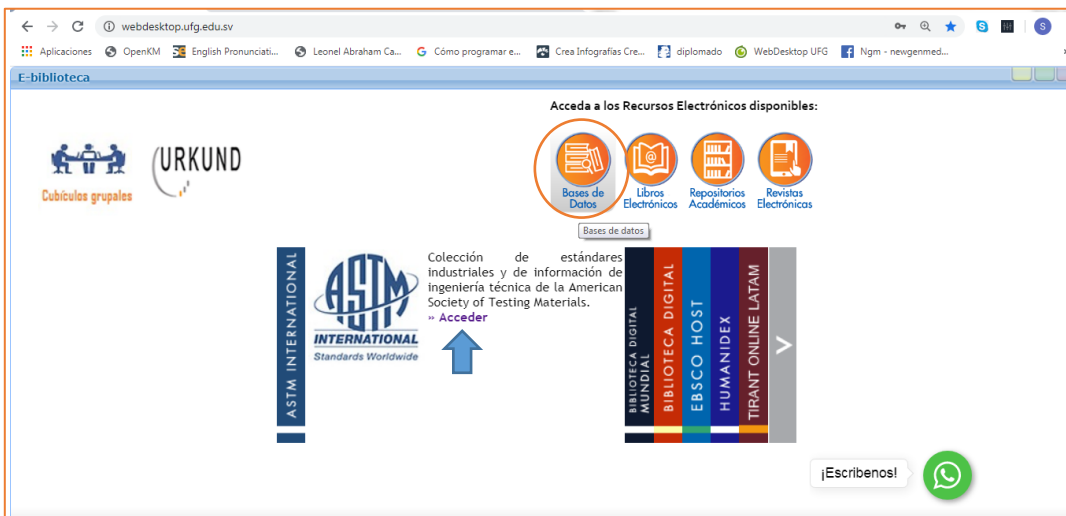 webdesktop.ufg.edu.sv
S
Aplicaciones
OpenKM
English Pronunciati...
Leonel Abraham Ca...
Cómo programar e...
Crea Infografías Cre...
diplomado
WebDesktop UFG
Ngm - newgenmed...
E-biblioteca
Acceda a los Recursos Electrónicos disponibles:
Cubículos grupales
URKUND
Bases de
Datos
Libros
Electrónicos
Repositorios
Académicos
Revistas
Electrónicas
Bases de datos
ASTM INTERNATIONAL
ASTM
INTERNATIONAL
Standards Worldwide
Colección de estándares
industriales y de información de
ingeniería técnica de la American
Society of Testing Materials.
» Acceder
BIBLIOTECA DIGITAL
MUNDIAL
BIBLIOTECA DIGITAL
EBSCO HOST
HUMANIDEX
TIRANT ONLINE LATAM
¡Escribenos!